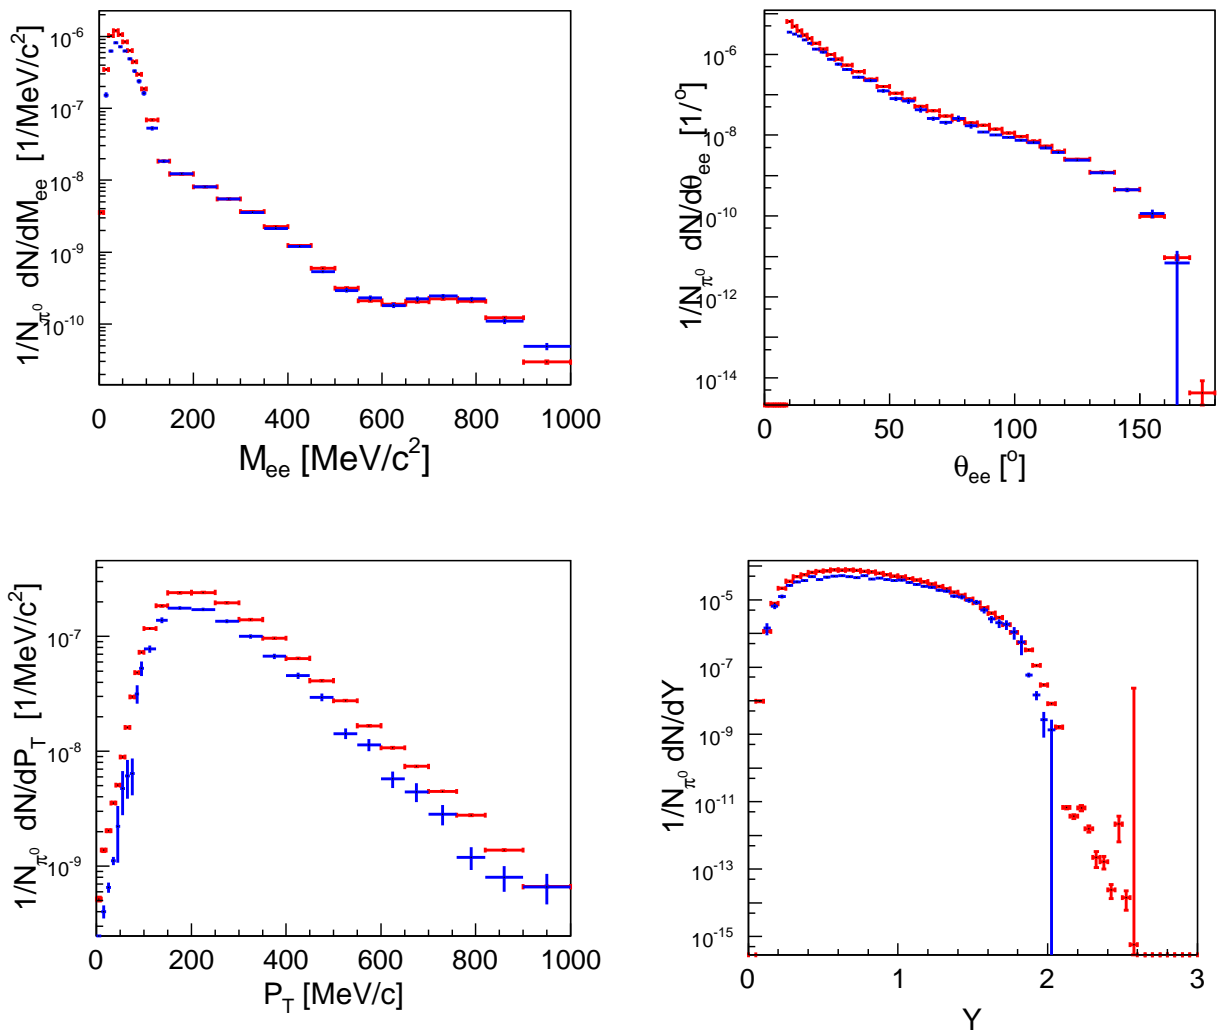 1/N_π⁰ dN/dM_ee [1/MeV/c²]
10⁻⁶
10⁻⁷
10⁻⁸
10⁻⁹
10⁻¹⁰
0 200 400 600 800 1000
M_ee [MeV/c²]
1/N_π⁰ dN/dθ_ee [1/°]
10⁻⁶
10⁻⁸
10⁻¹⁰
10⁻¹²
10⁻¹⁴
0 50 100 150
θ_ee [°]
1/N_π⁰ dN/dP_T [1/MeV/c²]
10⁻⁷
10⁻⁸
10⁻⁹
0 200 400 600 800 1000
P_T [MeV/c]
1/N_π⁰ dN/dY
10⁻⁵
10⁻⁷
10⁻⁹
10⁻¹¹
10⁻¹³
10⁻¹⁵
0 1 2 3
Y